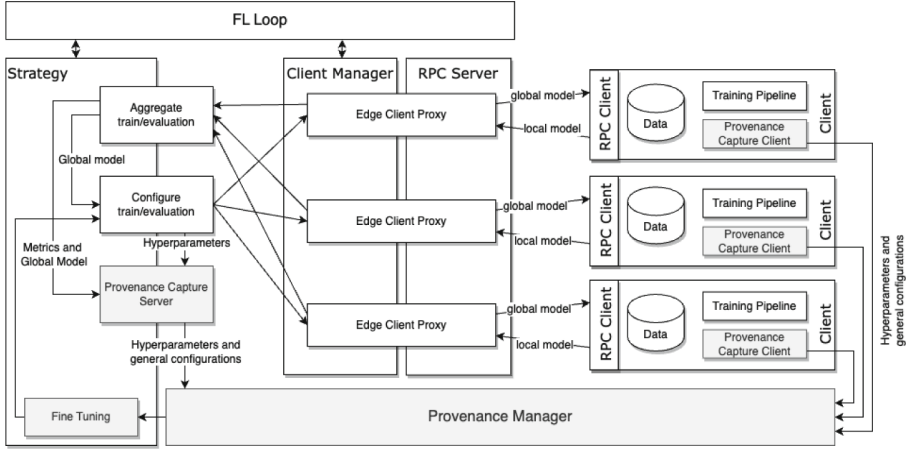 FL Loop
Strategy
Client Manager
RPC Server
Aggregate
train/evaluation
Global model
Configure
train/evaluation
Hyperparameters
Metrics and
Global Model
Provenance Capture
Server
Hyperparameters and
general configurations
Fine Tuning
Edge Client Proxy
Edge Client Proxy
Edge Client Proxy
global model
local model
global model
local model
global model
local model
RPC Client
Data
Training Pipeline
Provenance
Capture Client
Client
RPC Client
Data
Training Pipeline
Provenance
Capture Client
Client
RPC Client
Data
Training Pipeline
Provenance
Capture Client
Client
Hyperparameters and
general configurations
Provenance Manager